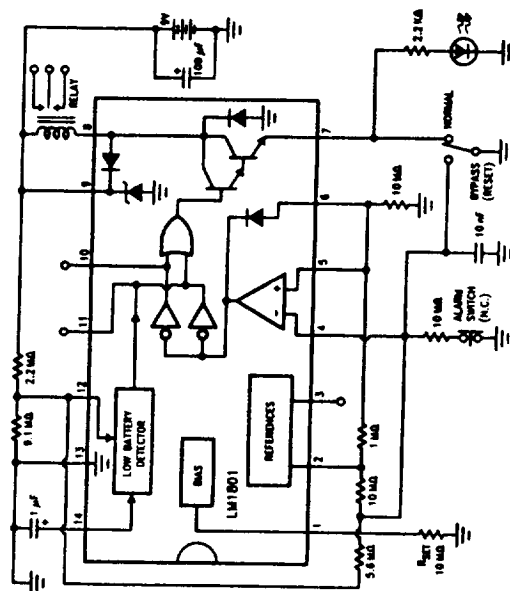 9V
100 µF
RELAY
2.2 KΩ
8
7
NORMAL
BYPASS
(RESET)
9
10
6
10 MΩ
10 nF
11
5
4
ALARM
SWITCH
(N.C.)
10 MΩ
2.2 MΩ
12
9.1 MΩ
13
LOW BATTERY
DETECTOR
REFERENCES
3
2
1 MΩ
10 MΩ
1 µF
14
BIAS
LM1801
1
5.6 MΩ
RSET
10 MΩ
+
-
+
+